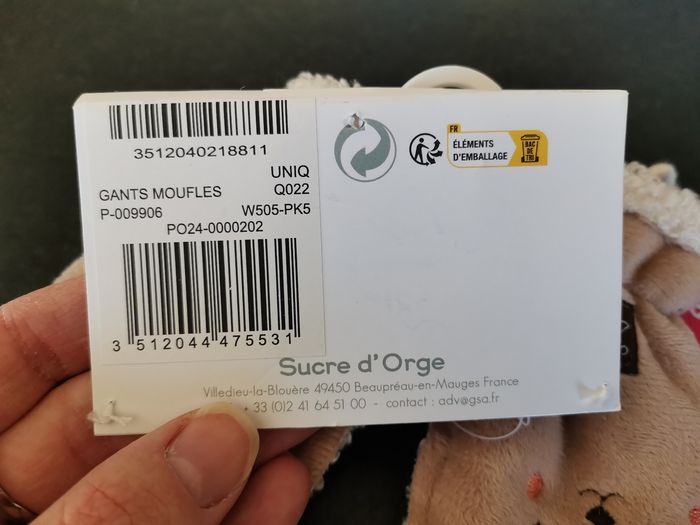 3512040218811
UNIQ
GANTS MOUFLES Q022
P-009906 W505-PK5
PO24-0000202
3 512044 475531
FR
ÉLÉMENTS
D'EMBALLAGE
BAC
DE
TRI
Sucre d'Orge
Villedieu-la-Blouère 49450 Beaupréau-en-Mauges France
+ 33 (0)2 41 64 51 00 - contact : adv@gsa.fr